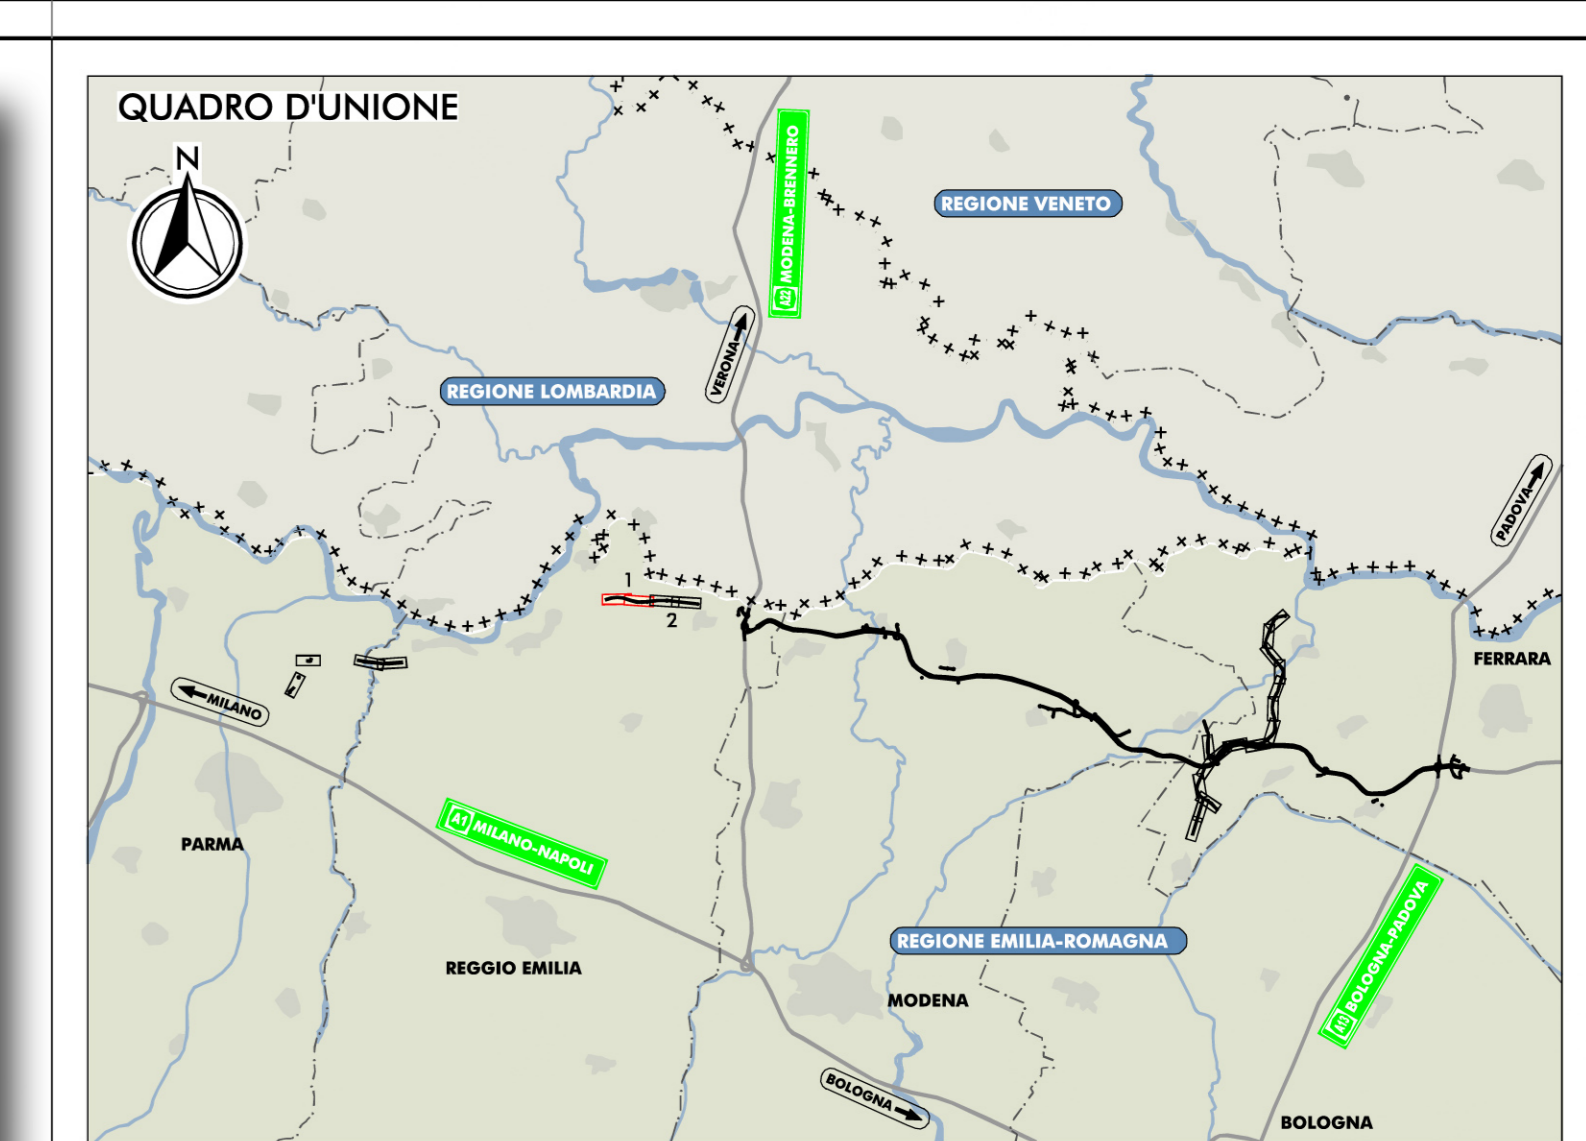 QUADRO D'UNIONE
N
A22 MODENA-BRENNERO
REGIONE VENETO
VERONA
REGIONE LOMBARDIA
PADOVA
1
2
FERRARA
MILANO
A1 MILANO-NAPOLI
PARMA
REGGIO EMILIA
REGIONE EMILIA-ROMAGNA
A13 BOLOGNA-PADOVA
MODENA
BOLOGNA
BOLOGNA